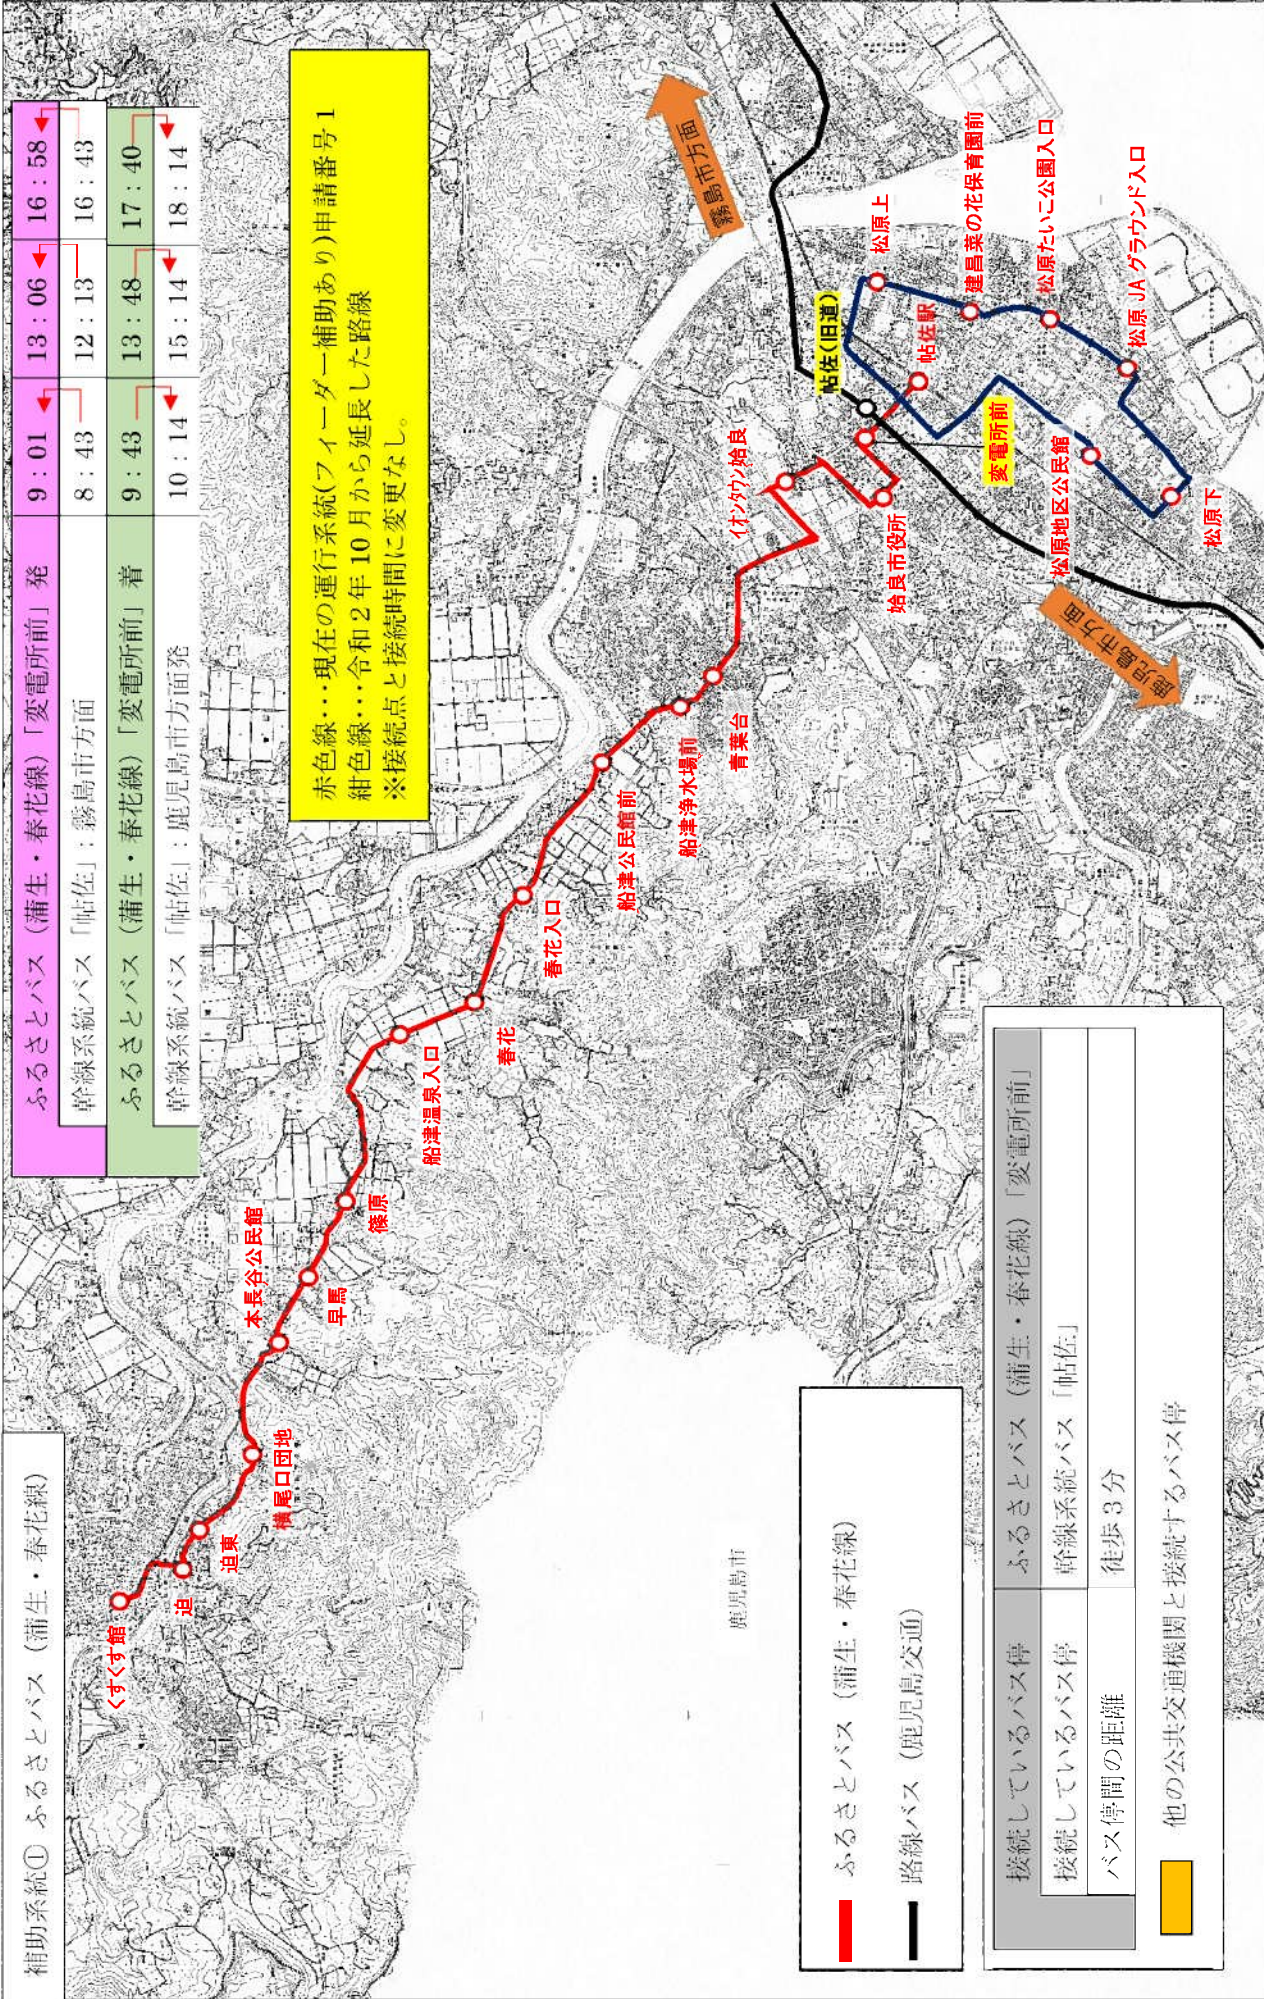 補助系統① ふるさとバス（蒲生・春花線）
ふるさとバス（蒲生・春花線）「変電所前」発 9：01 13：06 16：58
幹線系統バス「帖佐」：霧島市方面 8：43 12：13 16：43
ふるさとバス（蒲生・春花線）「変電所前」着 9：43 13：48 17：40
幹線系統バス「帖佐」：鹿児島市方面発 10：14 15：14 18：14
赤色線・・・現在の運行系統(フィーダー補助あり)申請番号1
紺色線・・・令和2年10月から延長した路線
※接続点と接続時間に変更なし。
くすくす館
迫
迫東
横尾口団地
本長谷公民館
早馬
篠原
船津温泉入口
春花
春花入口
船津公民館前
船津浄水場前
青葉台
イオンタウン姶良
姶良市役所
帖佐(旧道)
帖佐駅
変電所前
松原上
建昌菜の花保育園前
松原たいこ公園入口
松原JAグラウンド入口
松原地区公民館
松原下
霧島市方面
鹿児島市方面
鹿児島市
ふるさとバス（蒲生・春花線）
路線バス（鹿児島交通）
接続しているバス停 ふるさとバス（蒲生・春花線）「変電所前」
接続しているバス停 幹線系統バス「帖佐」
バス停間の距離 徒歩3分
他の公共交通機関と接続するバス停